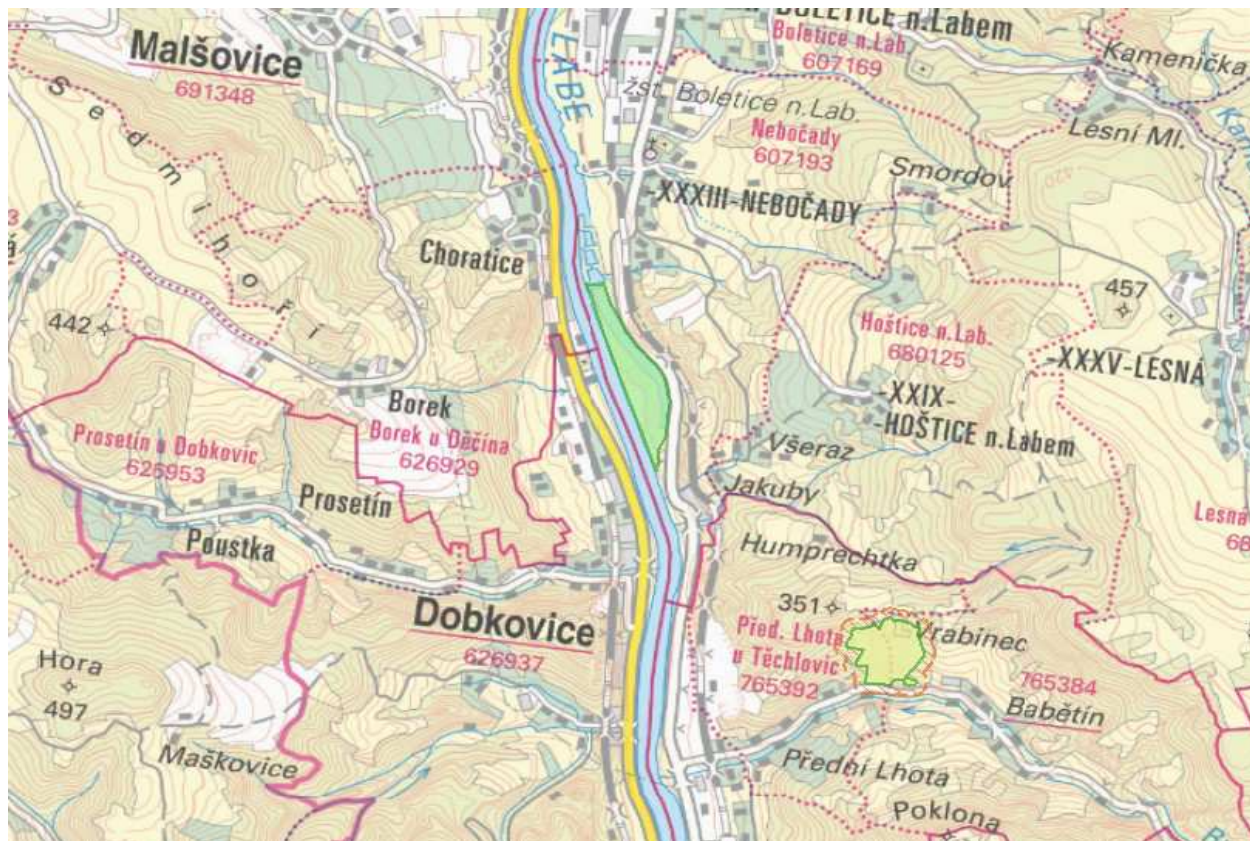 BOLETICE n.Labem
Boletice n.Lab.
607169
Kamenička
Malšovice
691348
LABE
žst. Boletice n.Lab.
Nebočady
607193
Lesní Ml.
Smordov
420
Sedmihoří
-XXXIII-NEBOČADY
Choratice
457
442
Hoštice n.Lab.
680125
-XXXV-LESNÁ
-XXIX-
-HOŠTICE n.Labem
Borek
Borek u Děčína
626929
Prosetín u Dobkovic
626953
Všeraz
Jakuby
Prosetín
Poustka
Lesná
68
Humprechtka
351
Dobkovice
626937
Před. Lhota
u Těchlovic
765392
Vrabinec
765384
Babětín
Hora
497
Maškovice
Přední Lhota
Poklona